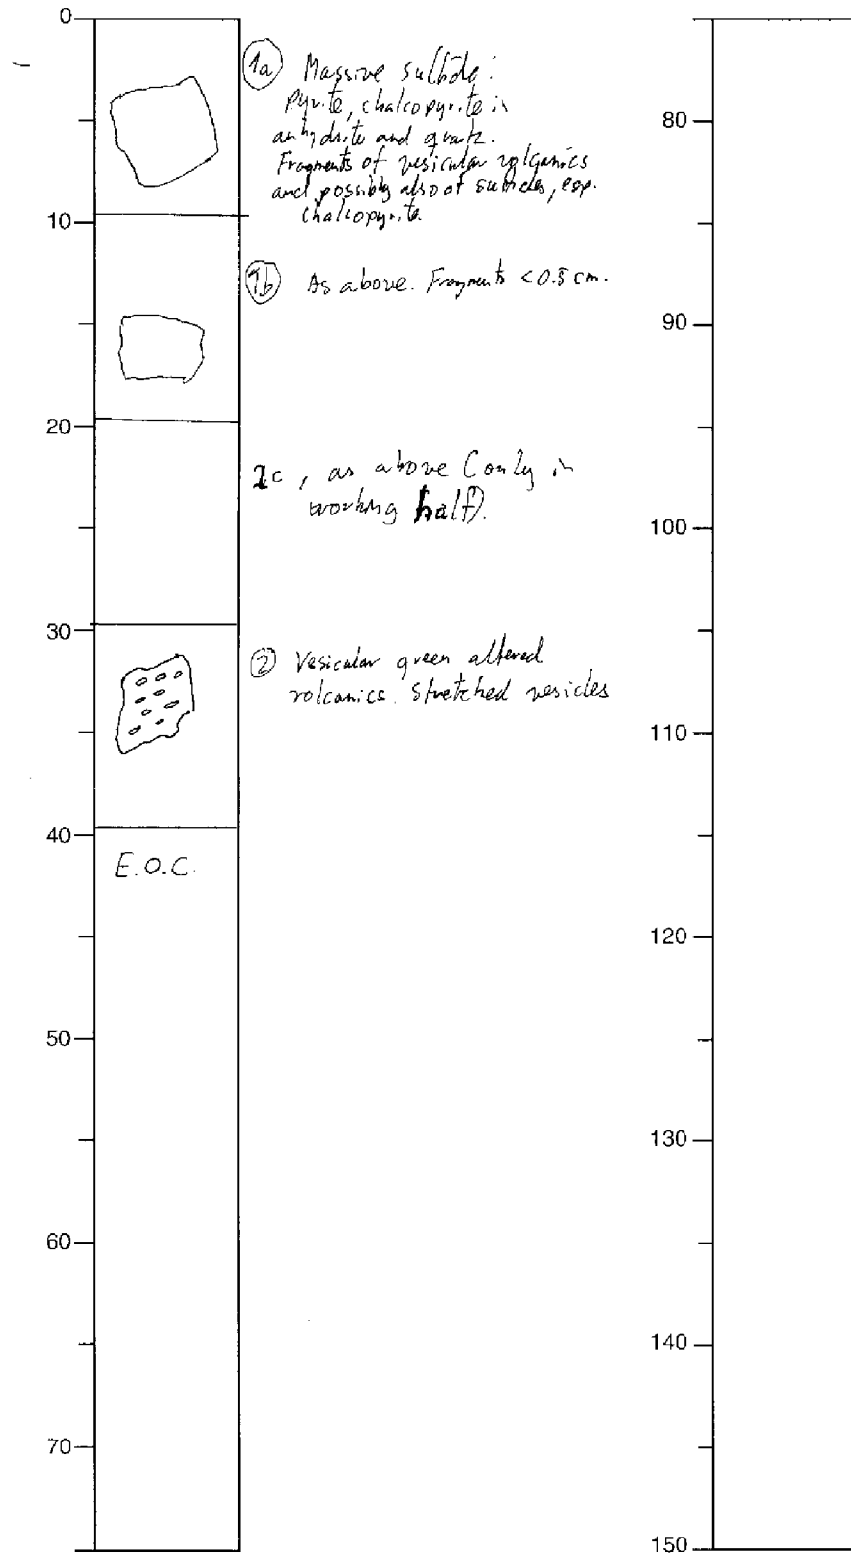 0
10
20
30
40
50
60
70
1a Massive sulfide:
Pyrite, chalcopyrite in
anhydrite and quartz.
Fragments of vesicular volcanics
and possibly also of sulfides, esp.
chalcopyrite.
1b As above. Fragments <0.5 cm.
1c, as above (only in
working half).
2 Vesicular green altered
volcanics. Stretched vesicles
E.O.C.
80
90
100
110
120
130
140
150